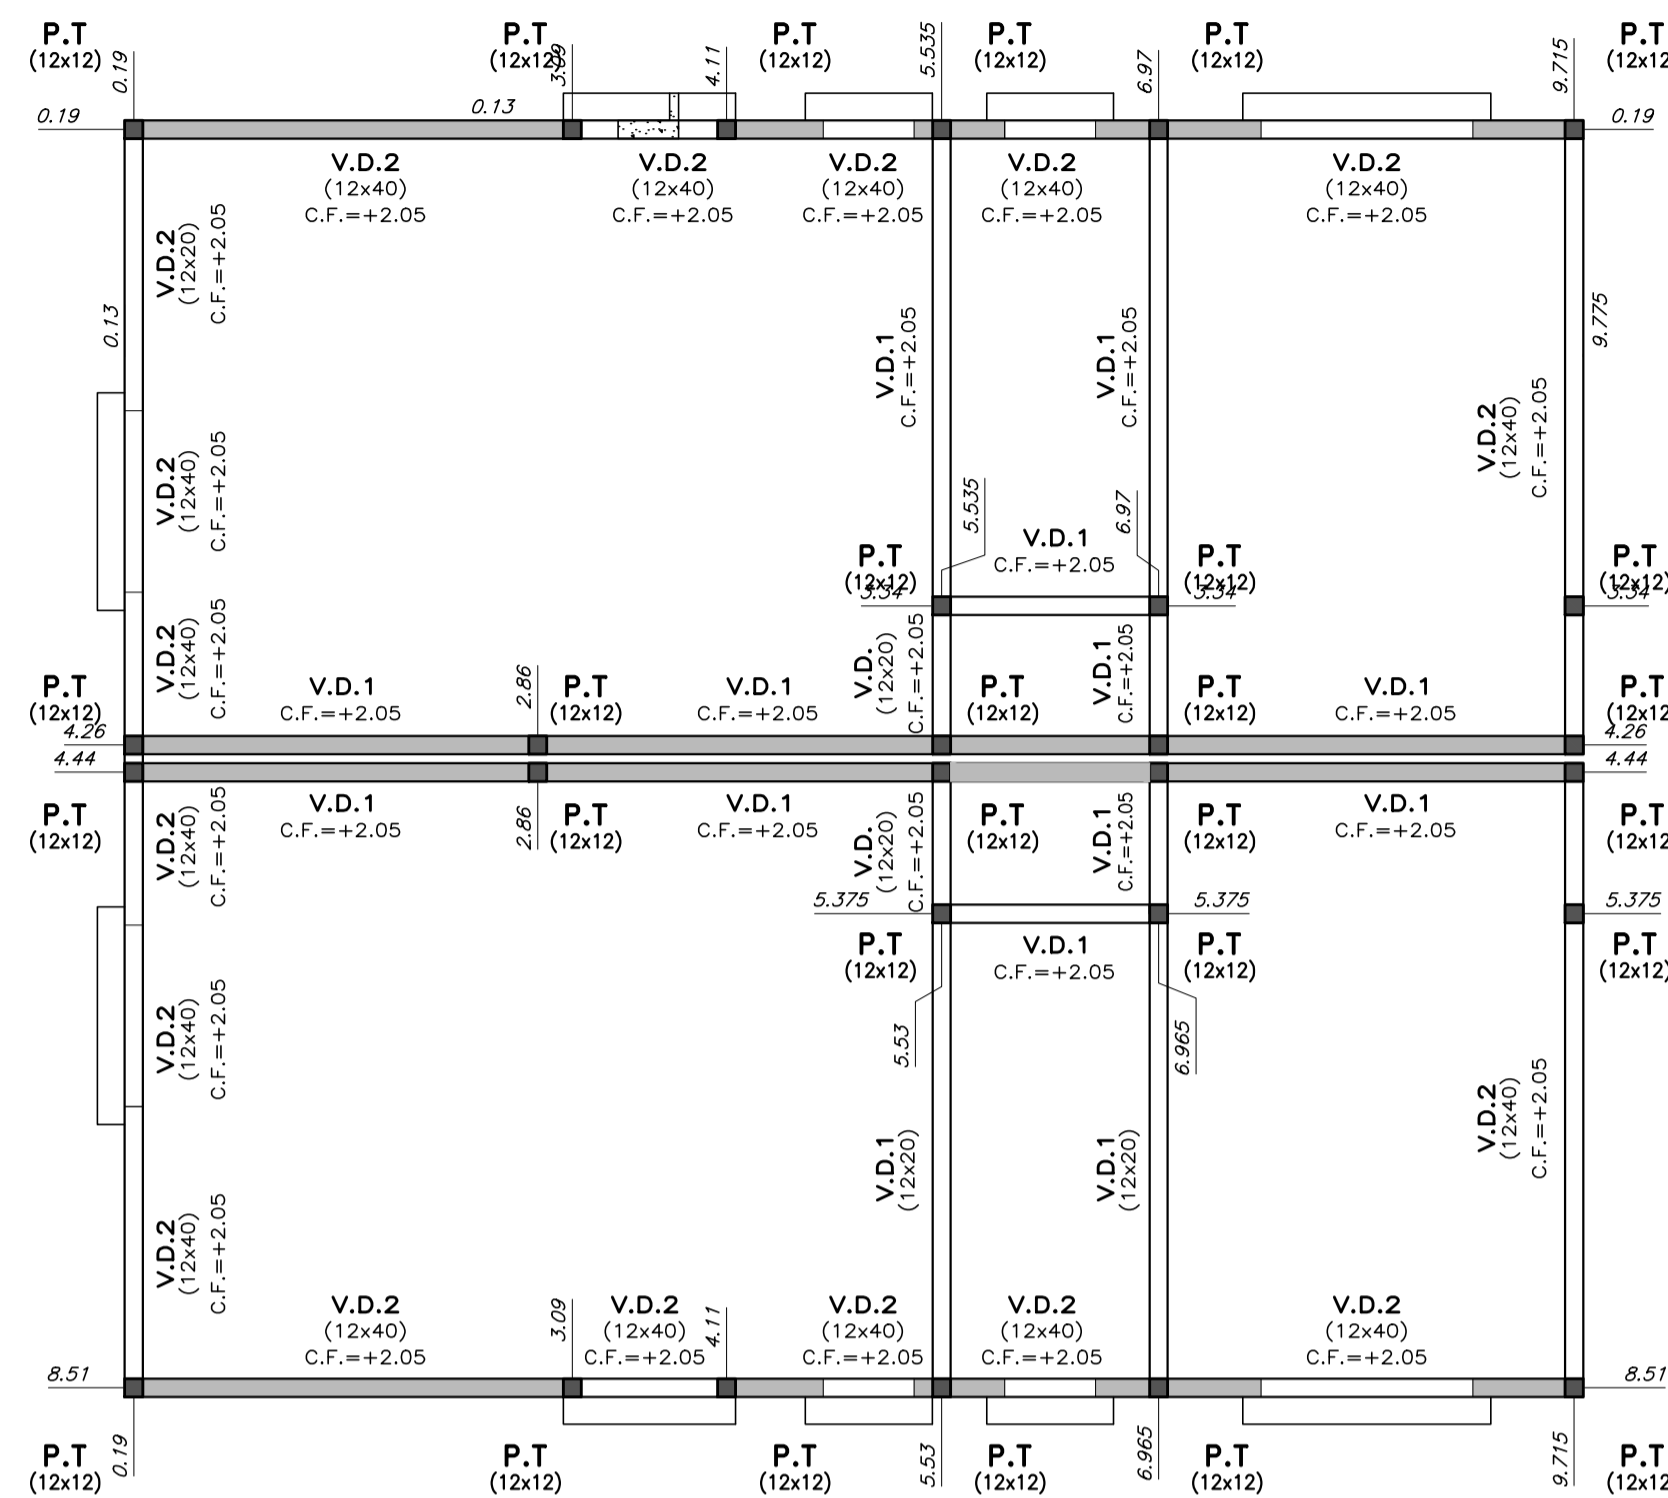 P.T
(12x12)
0.19
P.T
(12x12)
3.09
4.11
P.T
(12x12)
5.535
P.T
(12x12)
6.97
P.T
(12x12)
9.715
P.T
0.19
0.13
0.19
V.D.2
(12x40)
C.F.=+2.05
V.D.2
(12x40)
C.F.=+2.05
V.D.2
(12x40)
C.F.=+2.05
V.D.2
(12x40)
C.F.=+2.05
V.D.2
(12x40)
C.F.=+2.05
V.D.2
(12x20)
C.F.=+2.05
0.13
V.D.1
C.F.=+2.05
V.D.1
C.F.=+2.05
9.775
V.D.2
(12x40)
C.F.=+2.05
V.D.2
(12x40)
C.F.=+2.05
5.535
6.97
V.D.1
C.F.=+2.05
P.T
(12x12)
3.34
P.T
(12x12)
3.34
P.T
(12x12)
3.34
V.D.2
(12x40)
C.F.=+2.05
V.D.
(12x20)
C.F.=+2.05
V.D.1
C.F.=+2.05
P.T
(12x12)
4.26
V.D.1
C.F.=+2.05
2.86
P.T
(12x12)
V.D.1
C.F.=+2.05
P.T
(12x12)
P.T
(12x12)
V.D.1
C.F.=+2.05
P.T
(12x12
4.26
4.44
4.44
P.T
(12x12)
V.D.2
(12x40)
C.F.=+2.05
V.D.1
C.F.=+2.05
2.86
P.T
(12x12)
V.D.1
C.F.=+2.05
V.D.
(12x20)
C.F.=+2.05
P.T
(12x12)
V.D.1
C.F.=+2.05
P.T
(12x12)
V.D.1
C.F.=+2.05
P.T
(12x12
5.375
5.375
5.375
P.T
(12x12)
V.D.1
C.F.=+2.05
P.T
(12x12)
P.T
(12x12)
V.D.2
(12x40)
C.F.=+2.05
5.53
6.965
V.D.1
(12x20)
V.D.1
(12x20)
V.D.2
(12x40)
C.F.=+2.05
V.D.2
(12x40)
C.F.=+2.05
V.D.2
(12x40)
C.F.=+2.05
3.09
V.D.2
(12x40)
C.F.=+2.05
4.11
V.D.2
(12x40)
C.F.=+2.05
V.D.2
(12x40)
C.F.=+2.05
V.D.2
(12x40)
C.F.=+2.05
8.51
8.51
P.T
(12x12)
0.19
P.T
(12x12)
P.T
(12x12)
5.53
P.T
(12x12)
6.965
P.T
(12x12)
9.715
P.T
(12x12